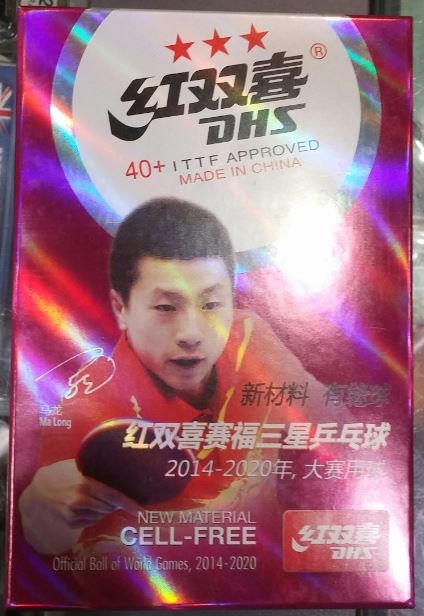 红双喜®
DHS
40+ ITTF APPROVED
MADE IN CHINA
马龙
Ma Long
新材料 有缝球
红双喜赛福三星乒乓球
2014-2020年, 大赛用球
NEW MATERIAL
CELL-FREE
Official Ball of World Games, 2014-2020
红双喜
DHS